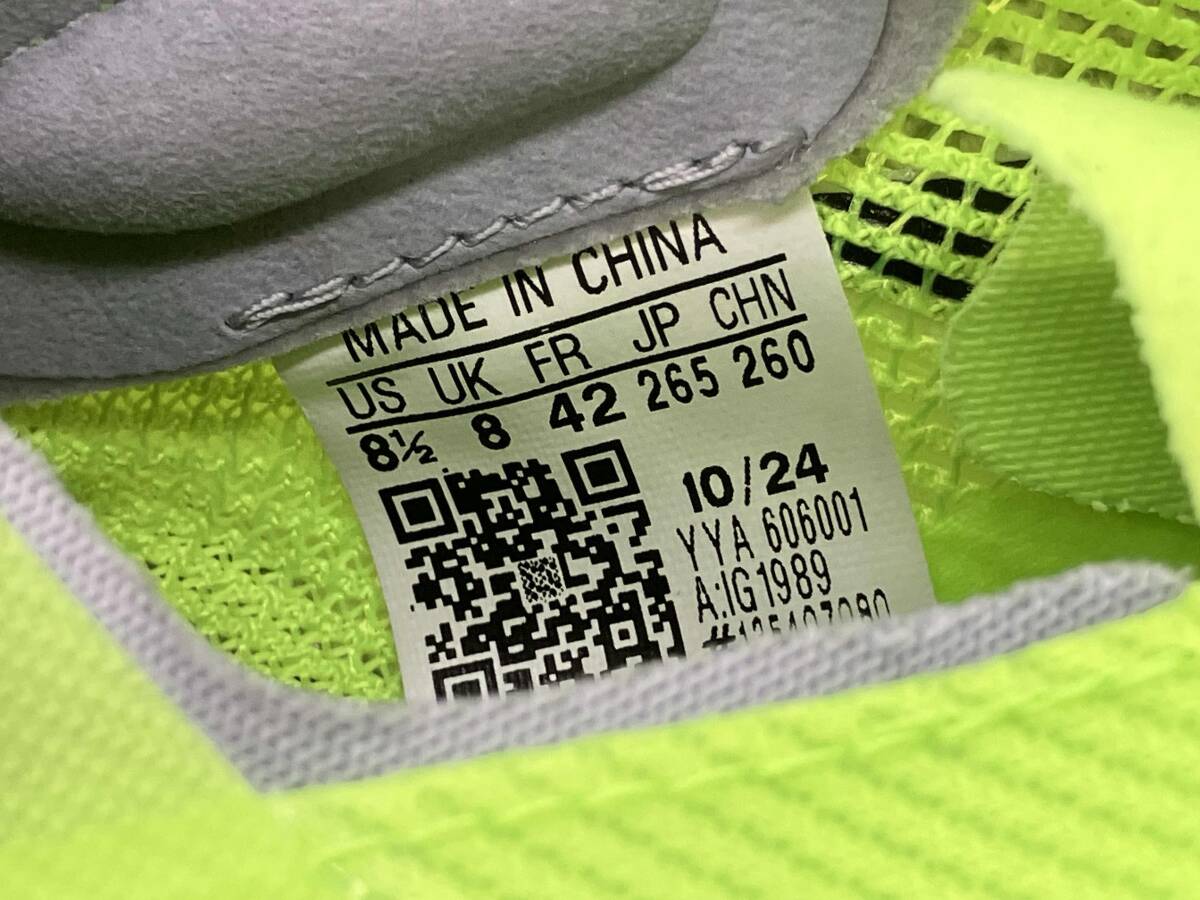 MADE IN CHINA
US UK FR JP CHN
8½ 8 42 265 260
10/24
YYA 606001
A:IG1989